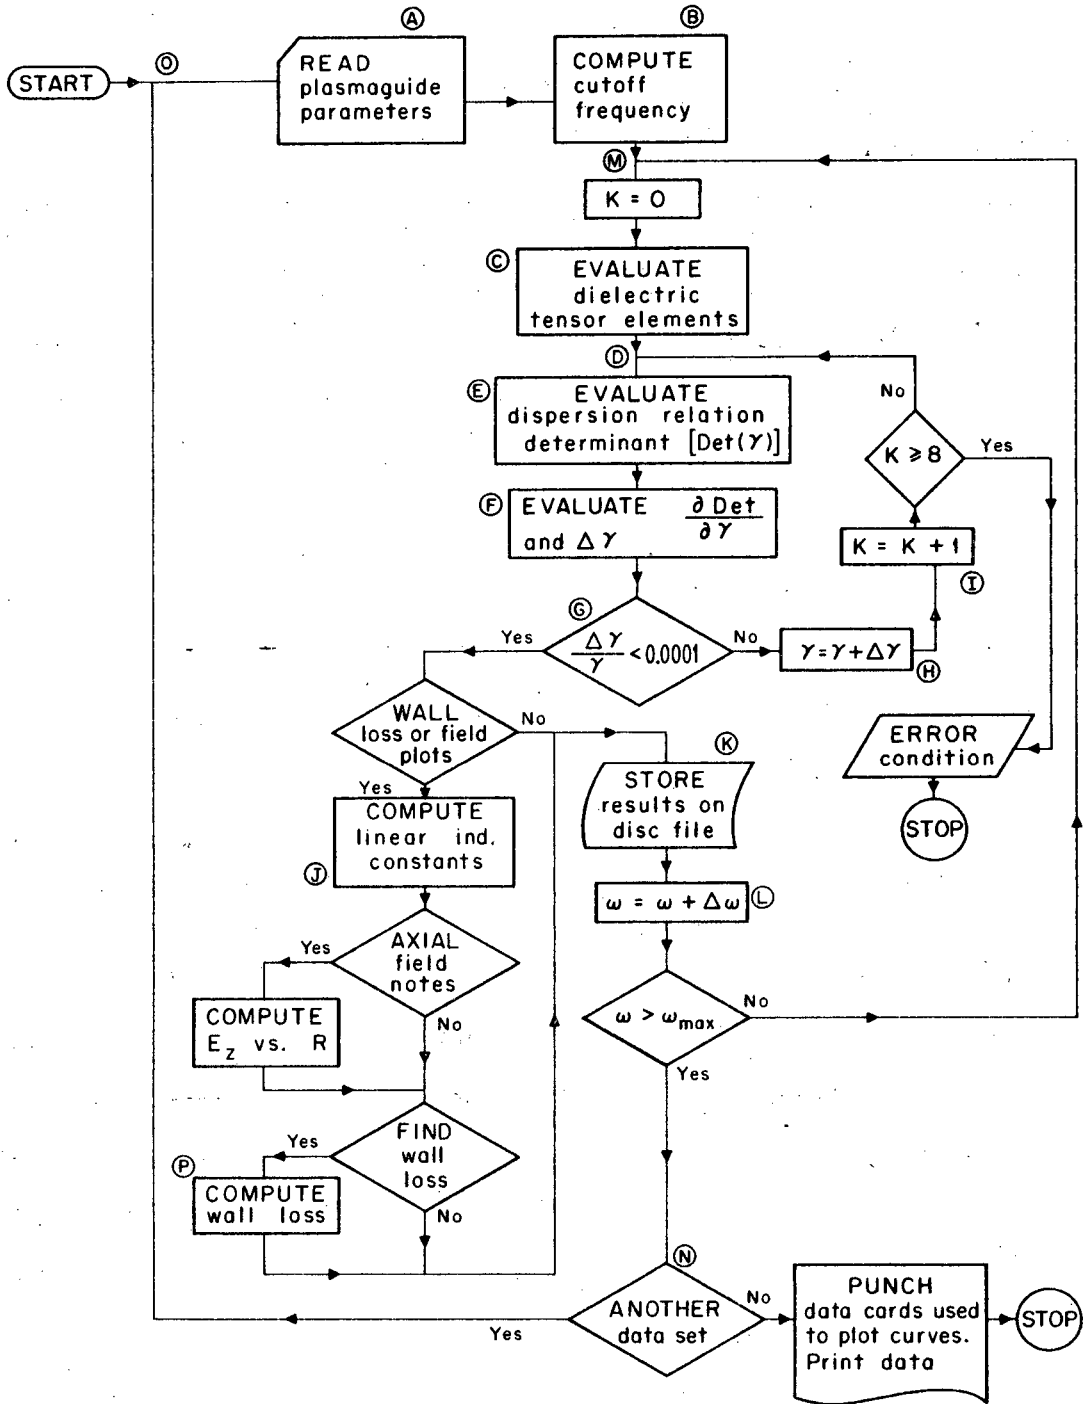 START
O
A
READ
plasmaguide
parameters
B
COMPUTE
cutoff
frequency
M
K = 0
C
EVALUATE
dielectric
tensor elements
D
E
EVALUATE
dispersion relation
determinant [Det(γ)]
F
EVALUATE ∂ Det / ∂ γ
and Δ γ
G
Δ γ / γ < 0.0001
Yes
No
γ = γ + Δγ
H
K = K + 1
I
K ⩾ 8
No
Yes
ERROR
condition
STOP
WALL
loss or field
plots
No
Yes
COMPUTE
linear ind.
constants
J
AXIAL
field
notes
Yes
No
COMPUTE
E_z vs. R
FIND
wall
loss
Yes
No
P
COMPUTE
wall loss
K
STORE
results on
disc file
ω = ω + Δω
L
ω > ω_max
No
Yes
N
ANOTHER
data set
Yes
No
PUNCH
data cards used
to plot curves.
Print data
STOP